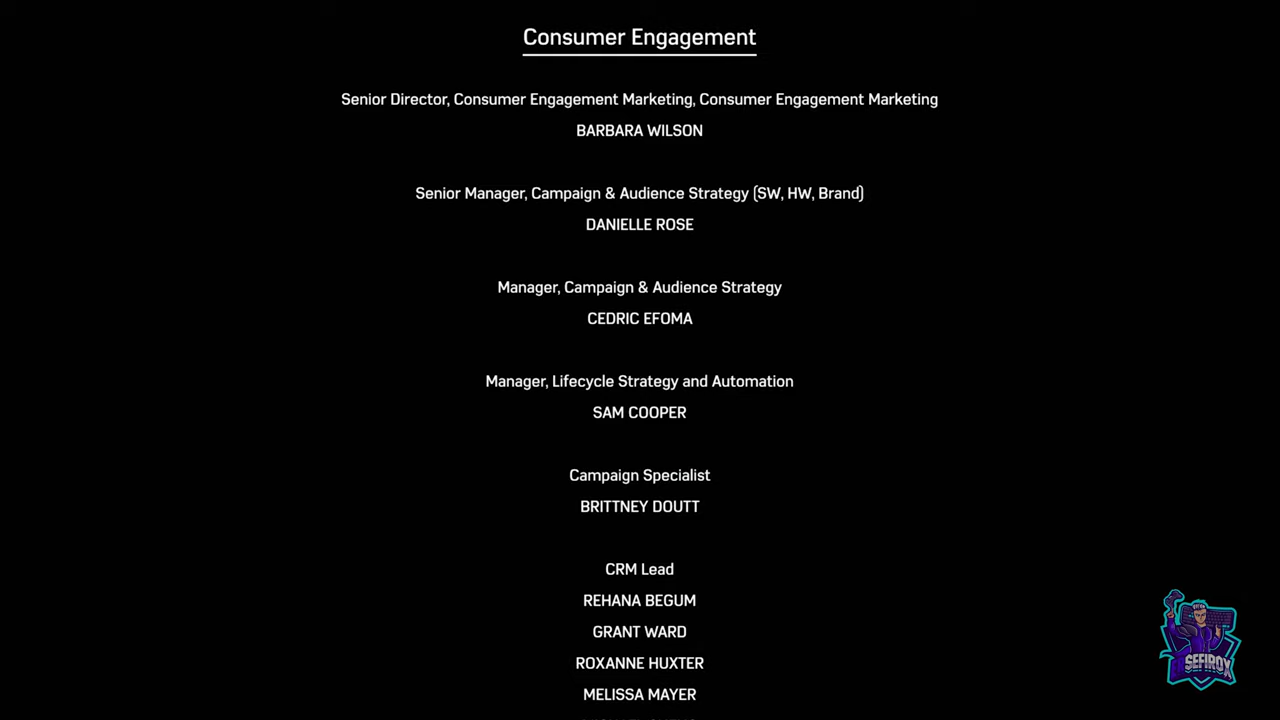 Consumer Engagement
Senior Director, Consumer Engagement Marketing, Consumer Engagement Marketing
BARBARA WILSON
Senior Manager, Campaign & Audience Strategy (SW, HW, Brand)
DANIELLE ROSE
Manager, Campaign & Audience Strategy
CEDRIC EFOMA
Manager, Lifecycle Strategy and Automation
SAM COOPER
Campaign Specialist
BRITTNEY DOUTT
CRM Lead
REHANA BEGUM
GRANT WARD
ROXANNE HUXTER
MELISSA MAYER
SEFIROX